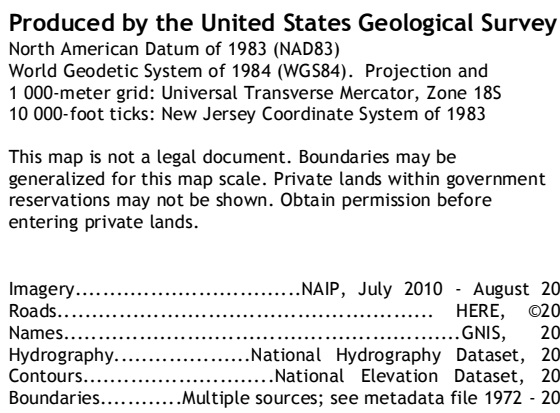 Produced by the United States Geological Survey
North American Datum of 1983 (NAD83)
World Geodetic System of 1984 (WGS84).  Projection and
1 000-meter grid: Universal Transverse Mercator, Zone 18S
10 000-foot ticks: New Jersey Coordinate System of 1983
This map is not a legal document. Boundaries may be
generalized for this map scale. Private lands within government
reservations may not be shown. Obtain permission before
entering private lands.
Imagery..................................NAIP, July 2010 - August 20
Roads.................................................... HERE, ©20
Names..........................................................GNIS, 20
Hydrography....................National Hydrography Dataset, 20
Contours............................National Elevation Dataset, 20
Boundaries............Multiple sources; see metadata file 1972 - 20